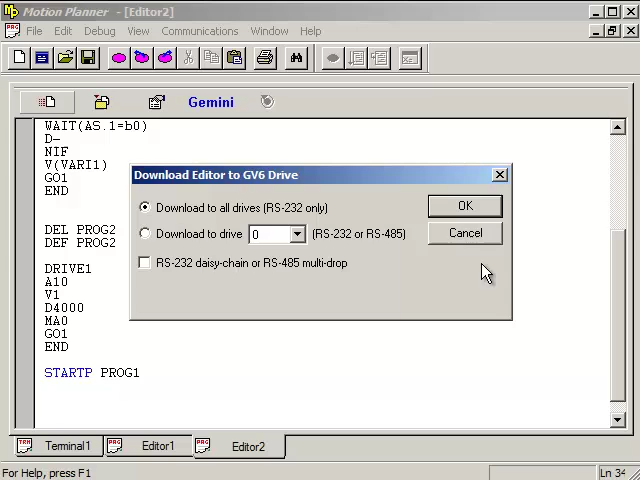 Motion Planner - [Editor2]
File Edit Debug View Communications Window Help
Gemini
WAIT(AS.1=b0)
D~
NIF
V(VARI1)
GO1
END
DEL PROG2
DEF PROG2
DRIVE1
A10
V1
D4000
MA0
GO1
END
STARTP PROG1
Download Editor to GV6 Drive
Download to all drives (RS-232 only)
OK
Download to drive 0 (RS-232 or RS-485)
Cancel
RS-232 daisy-chain or RS-485 multi-drop
Terminal1 Editor1 Editor2
For Help, press F1
Ln 34